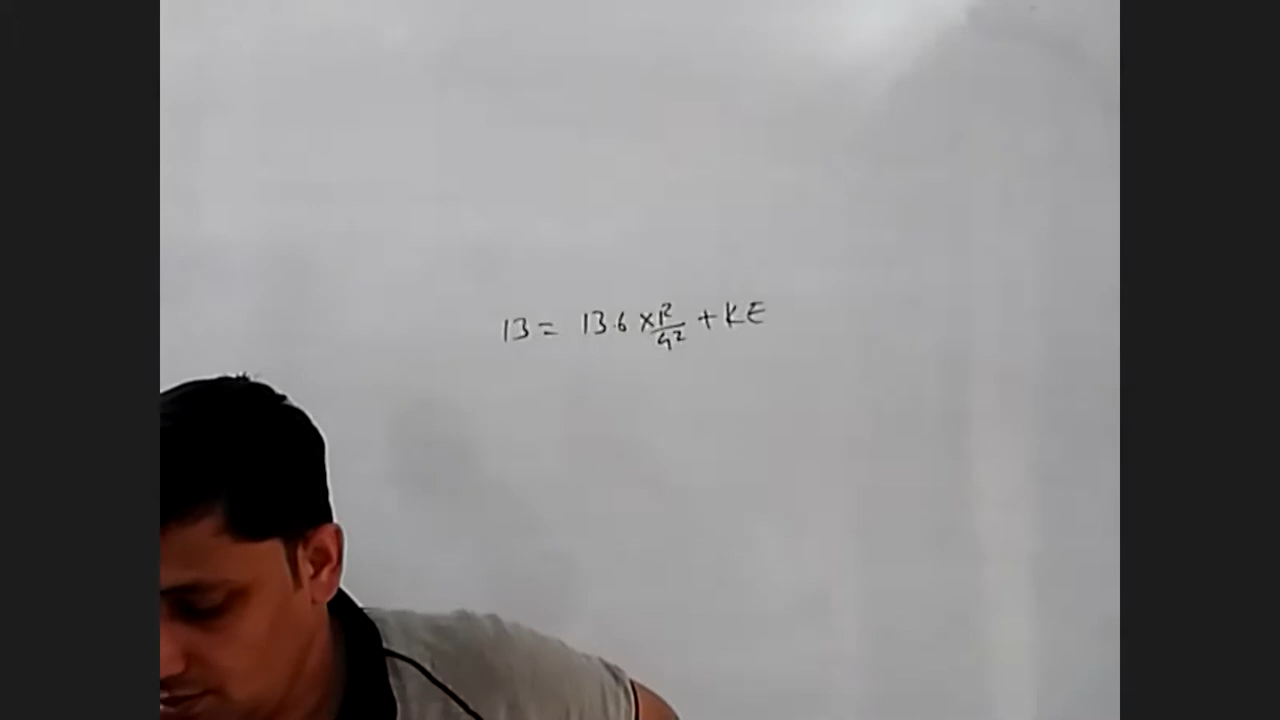 13 = 13.6 × 1²/4² + KE